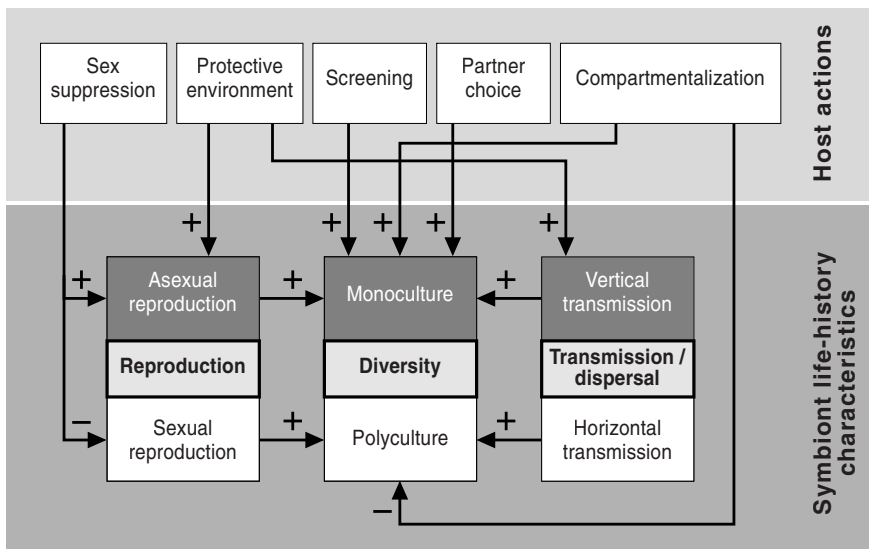 Sex
suppression
Protective
environment
Screening
Partner
choice
Compartmentalization
Host actions
+
+
+
+
+
+
Asexual
reproduction
+
Monoculture
+
Vertical
transmission
Reproduction
Diversity
Transmission /
dispersal
−
Sexual
reproduction
+
Polyculture
+
Horizontal
transmission
−
Symbiont life-history
characteristics